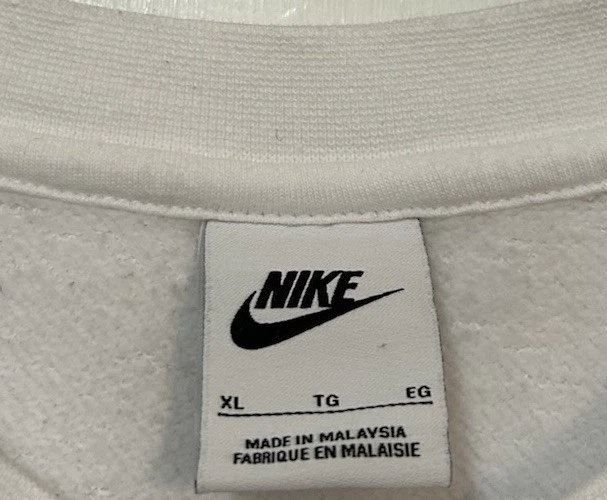 NIKE
XL TG EG
MADE IN MALAYSIA
FABRIQUE EN MALAISIE